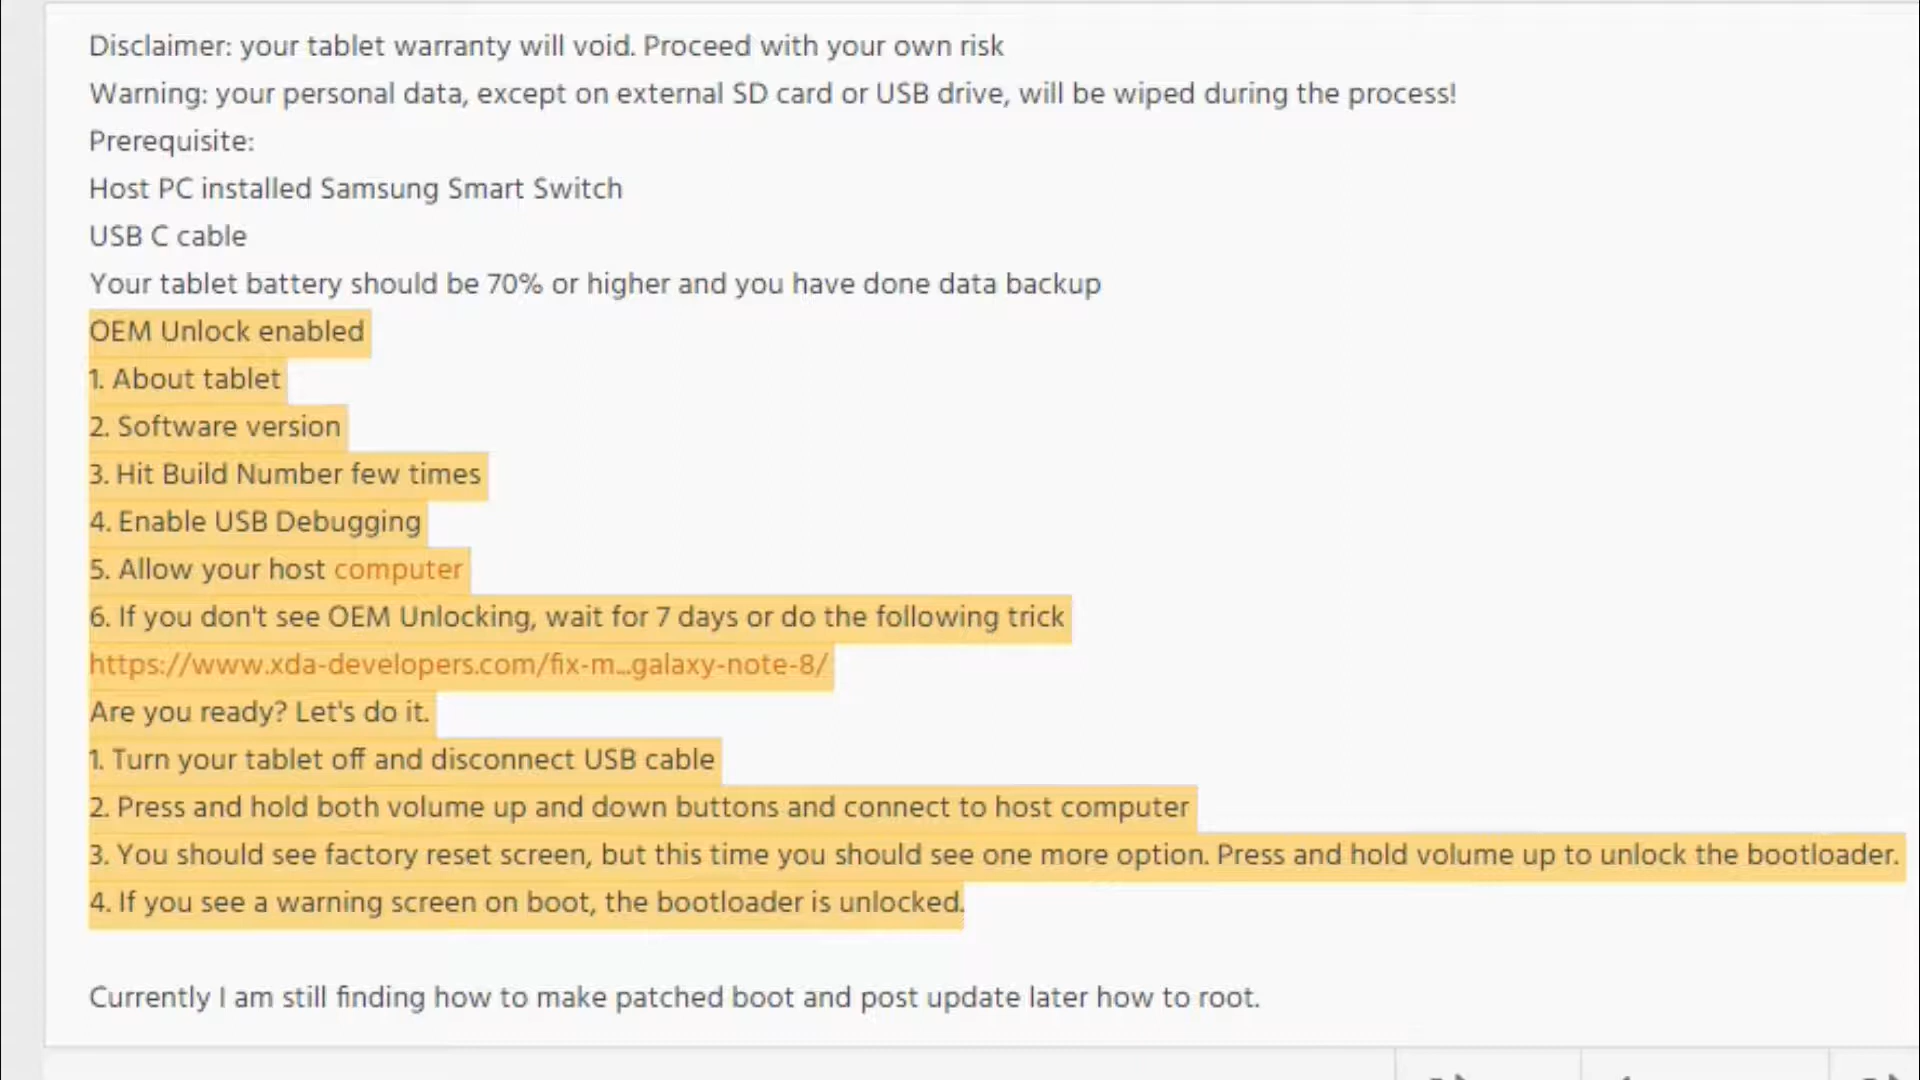 Disclaimer: your tablet warranty will void. Proceed with your own risk
Warning: your personal data, except on external SD card or USB drive, will be wiped during the process!
Prerequisite:
Host PC installed Samsung Smart Switch
USB C cable
Your tablet battery should be 70% or higher and you have done data backup
OEM Unlock enabled
1. About tablet
2. Software version
3. Hit Build Number few times
4. Enable USB Debugging
5. Allow your host computer
6. If you don't see OEM Unlocking, wait for 7 days or do the following trick
https://www.xda-developers.com/fix-m...galaxy-note-8/
Are you ready? Let's do it.
1. Turn your tablet off and disconnect USB cable
2. Press and hold both volume up and down buttons and connect to host computer
3. You should see factory reset screen, but this time you should see one more option. Press and hold volume up to unlock the bootloader.
4. If you see a warning screen on boot, the bootloader is unlocked.
Currently I am still finding how to make patched boot and post update later how to root.